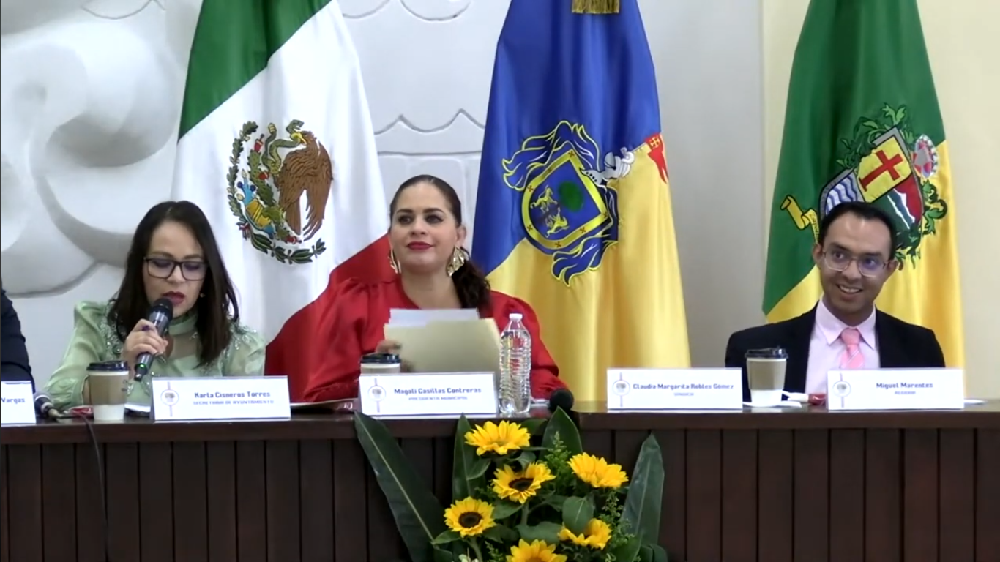 Vargas
Karla Cisneros Torres
SECRETARIA DE AYUNTAMIENTO
Magali Casillas Contreras
PRESIDENTA MUNICIPAL
Claudia Margarita Robles Gómez
SÍNDICA
Miguel Marentes
REGIDOR